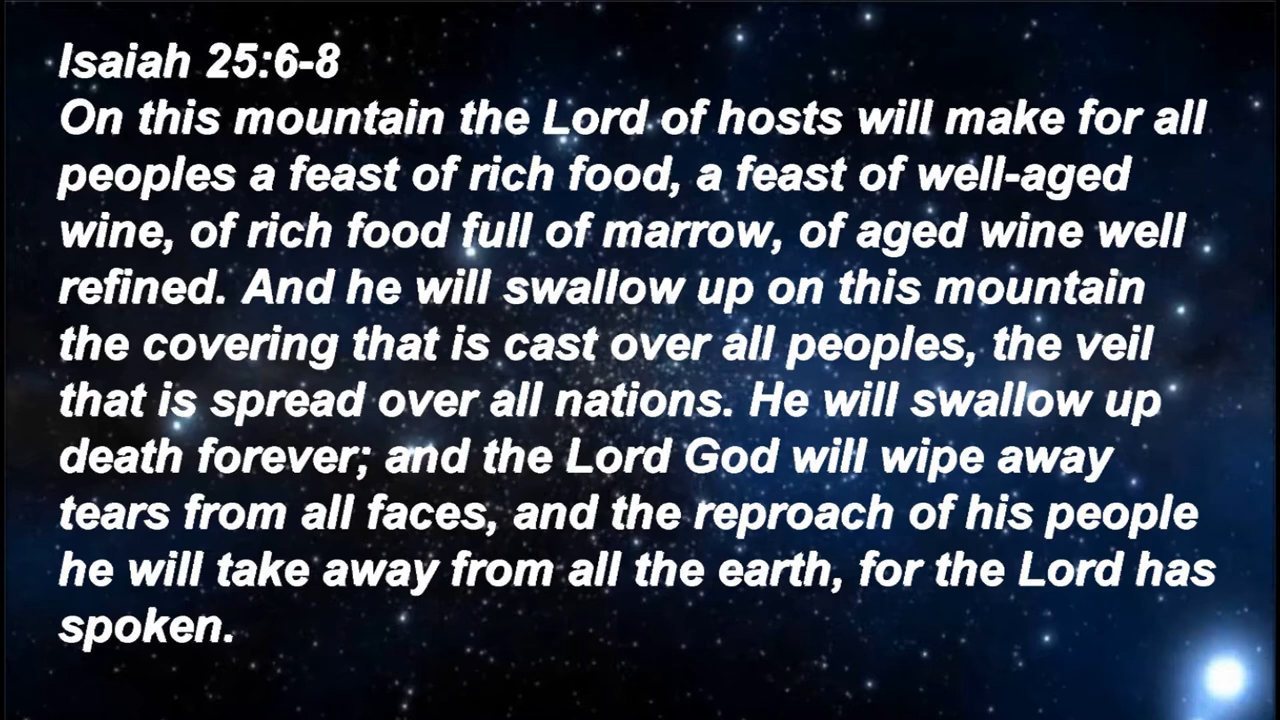 Isaiah 25:6-8
On this mountain the Lord of hosts will make for all
peoples a feast of rich food, a feast of well-aged
wine, of rich food full of marrow, of aged wine well
refined. And he will swallow up on this mountain
the covering that is cast over all peoples, the veil
that is spread over all nations. He will swallow up
death forever; and the Lord God will wipe away
tears from all faces, and the reproach of his people
he will take away from all the earth, for the Lord has
spoken.